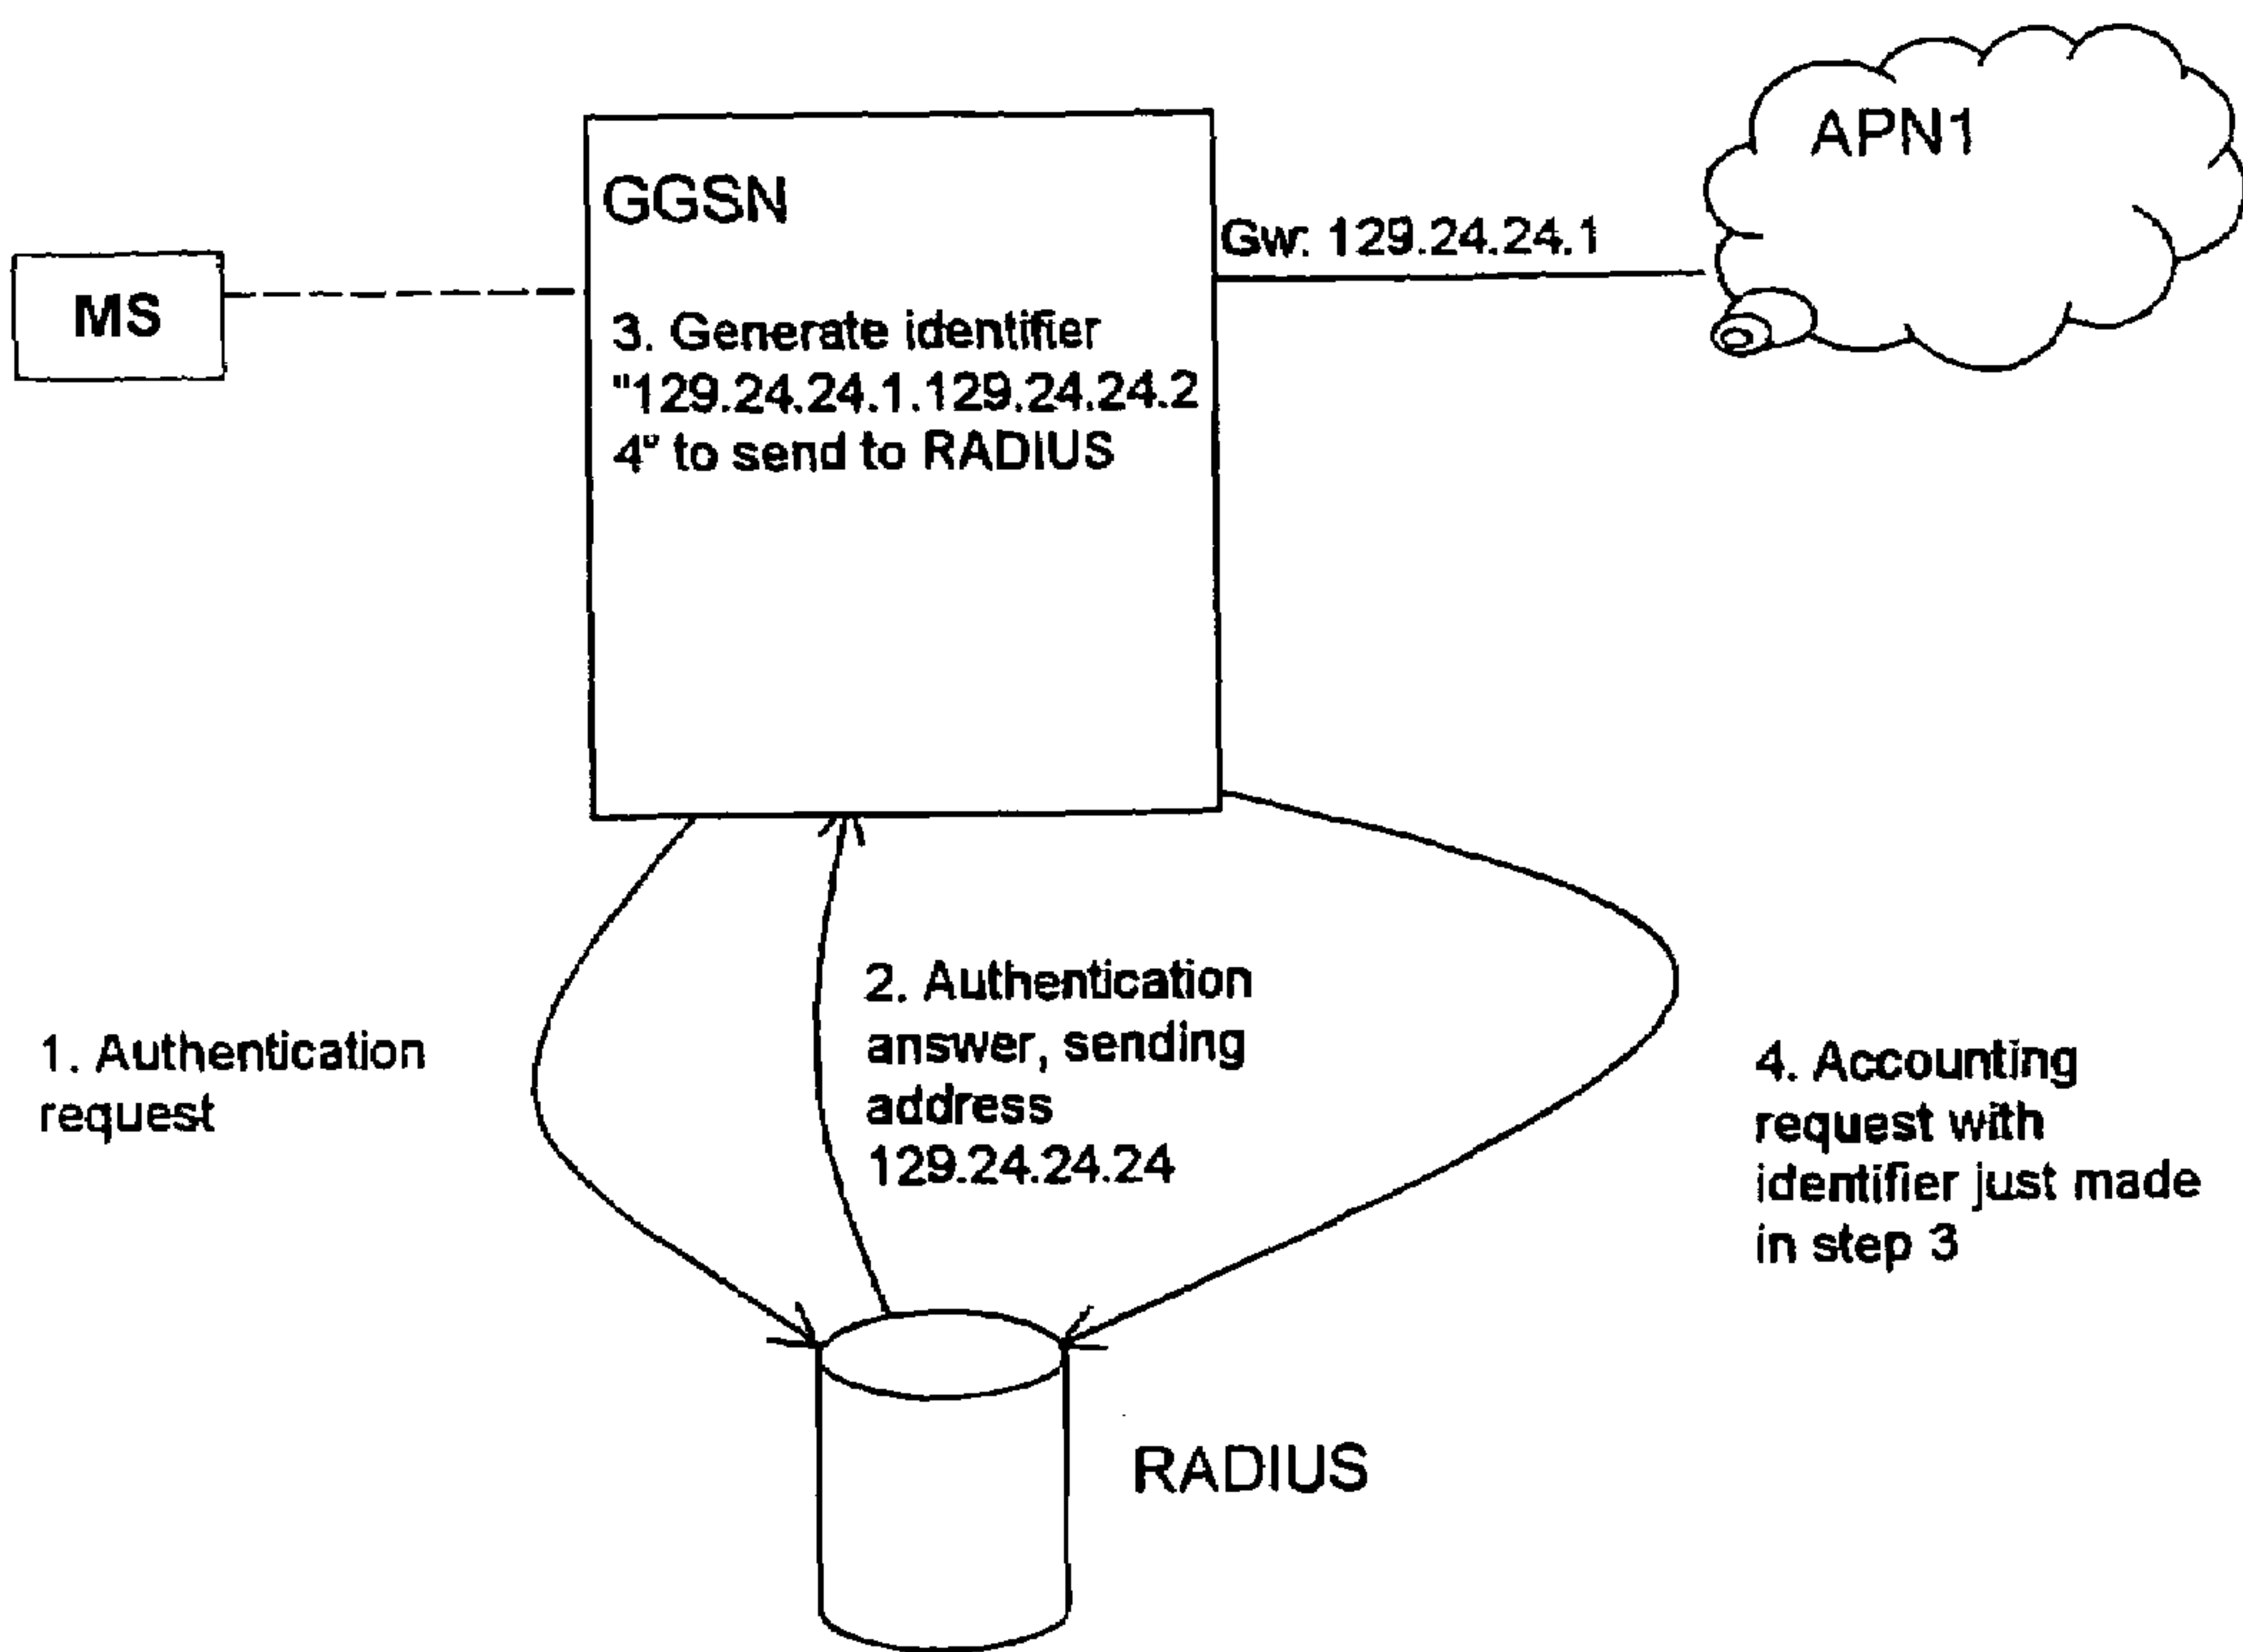 APN1
GGSN
Gw: 129.24.24.1
MS
3. Generate identifier
"129.24.24.1.129.24.24.2
4" to send to RADIUS
2. Authentication
answer, sending
address
129.24.24.24
1. Authentication
request
4. Accounting
request with
identifier just made
in step 3
RADIUS